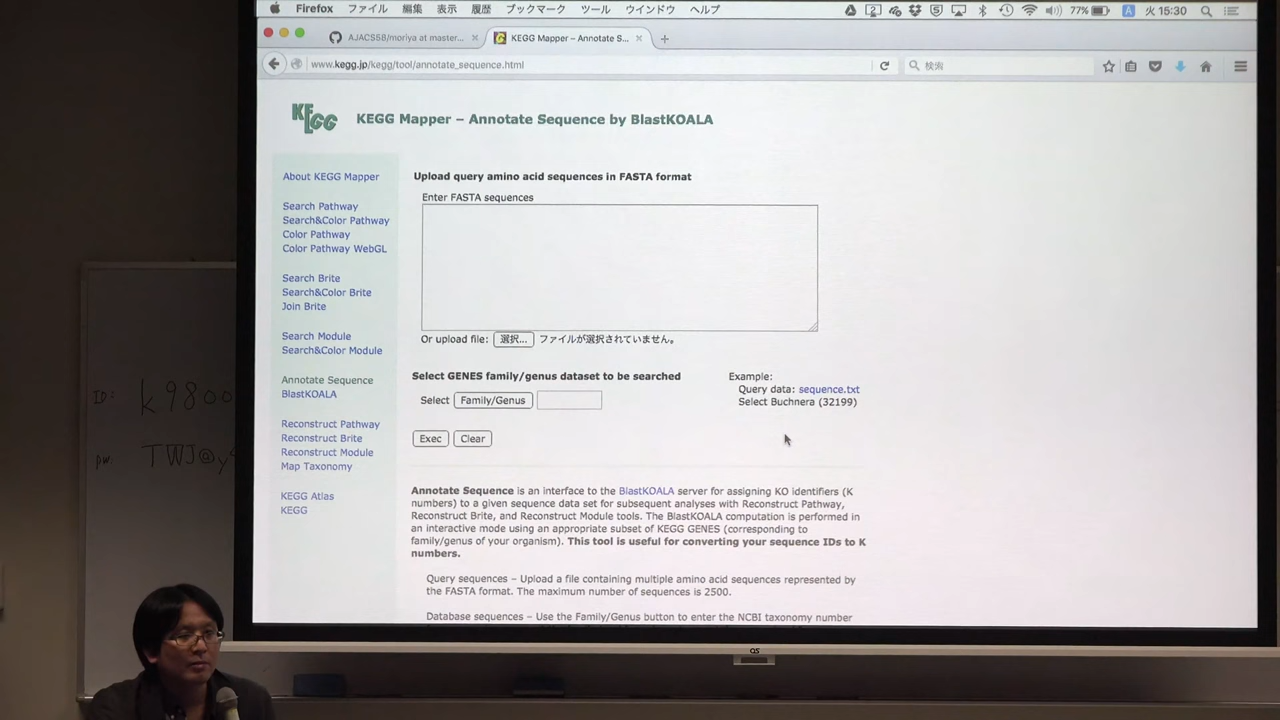 Firefox ファイル 編集 表示 履歴 ブックマーク ツール ウインドウ ヘルプ 77% A 火 15:30
AJACS58/moriya at master... × KEGG Mapper – Annotate S... × +
www.kegg.jp/kegg/tool/annotate_sequence.html 検索
KEGG KEGG Mapper – Annotate Sequence by BlastKOALA
About KEGG Mapper
Search Pathway
Search&Color Pathway
Color Pathway
Color Pathway WebGL
Search Brite
Search&Color Brite
Join Brite
Search Module
Search&Color Module
Annotate Sequence
BlastKOALA
Reconstruct Pathway
Reconstruct Brite
Reconstruct Module
Map Taxonomy
KEGG Atlas
KEGG
Upload query amino acid sequences in FASTA format
Enter FASTA sequences
Or upload file: 選択... ファイルが選択されていません。
Select GENES family/genus dataset to be searched
Select Family/Genus
Example:
Query data: sequence.txt
Select Buchnera (32199)
Exec Clear
Annotate Sequence is an interface to the BlastKOALA server for assigning KO identifiers (K
numbers) to a given sequence data set for subsequent analyses with Reconstruct Pathway,
Reconstruct Brite, and Reconstruct Module tools. The BlastKOALA computation is performed in
an interactive mode using an appropriate subset of KEGG GENES (corresponding to
family/genus of your organism). This tool is useful for converting your sequence IDs to K
numbers.
Query sequences – Upload a file containing multiple amino acid sequences represented by
the FASTA format. The maximum number of sequences is 2500.
Database sequences – Use the Family/Genus button to enter the NCBI taxonomy number
ID: k9800
pw: TWJ@y